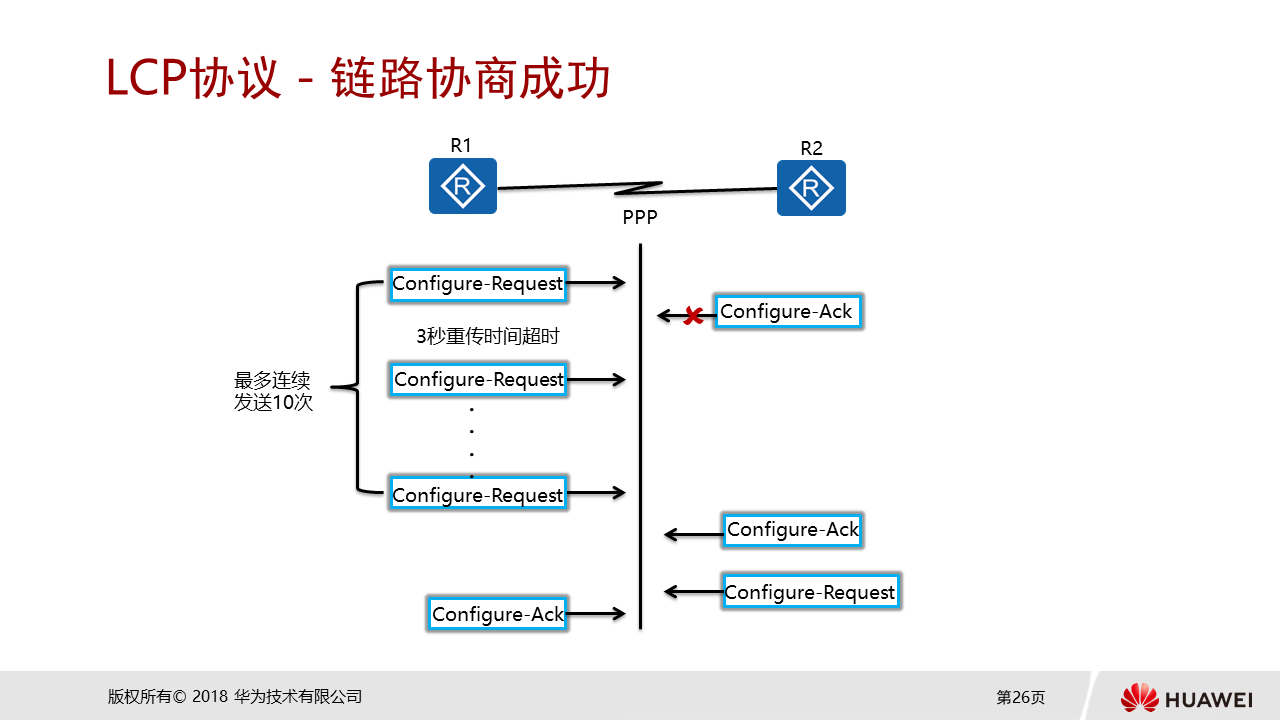 LCP协议 - 链路协商成功
R1
R2
R
R
PPP
Configure-Request
Configure-Ack
3秒重传时间超时
Configure-Request
最多连续
发送10次
Configure-Request
Configure-Ack
Configure-Request
Configure-Ack
版权所有© 2018 华为技术有限公司
第26页
HUAWEI